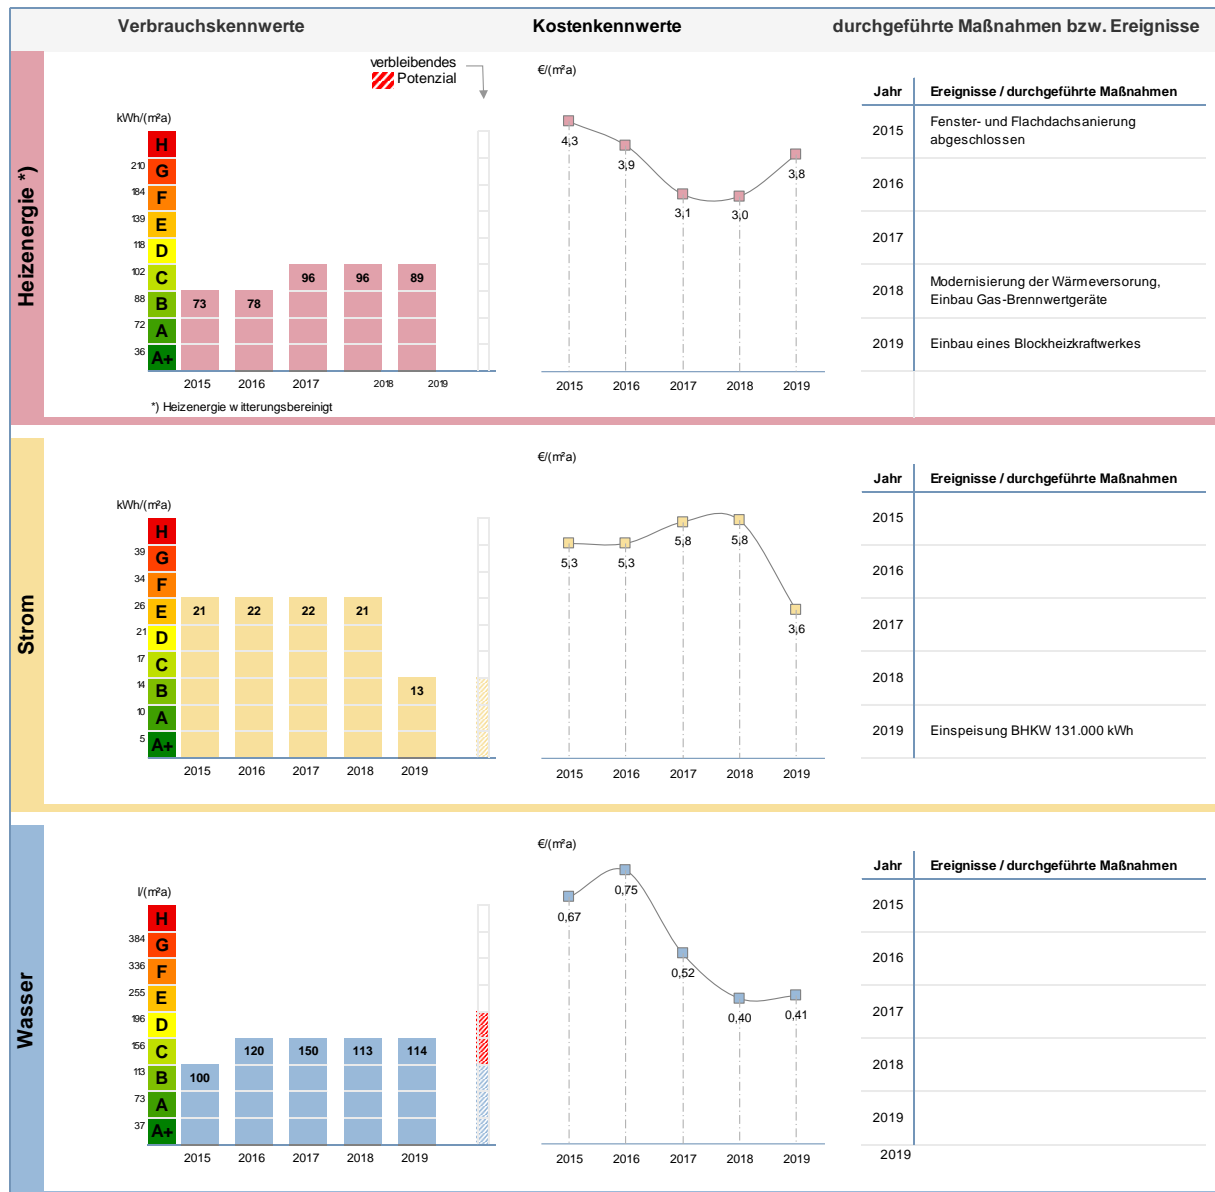 Verbrauchskennwerte
Kostenkennwerte
durchgeführte Maßnahmen bzw. Ereignisse
Heizenergie *)
verbleibendes
Potenzial
kWh/(m²a)
H
210
G
184
F
139
E
118
D
102
C
88
B
72
A
36
A+
73 78 96 96 89
2015 2016 2017 2018 2019
*) Heizenergie w itterungsbereinigt
€/(m²a)
4,3 3,9 3,1 3,0 3,8
2015 2016 2017 2018 2019
Jahr Ereignisse / durchgeführte Maßnahmen
2015 Fenster- und Flachdachsanierung
abgeschlossen
2016
2017
2018 Modernisierung der Wärmeversorung,
Einbau Gas-Brennwertgeräte
2019 Einbau eines Blockheizkraftwerkes
Strom
kWh/(m²a)
H
39
G
34
F
26
E
21
D
17
C
14
B
10
A
5
A+
21 22 22 21 13
2015 2016 2017 2018 2019
€/(m²a)
5,3 5,3 5,8 5,8 3,6
2015 2016 2017 2018 2019
Jahr Ereignisse / durchgeführte Maßnahmen
2015
2016
2017
2018
2019 Einspeisung BHKW 131.000 kWh
Wasser
l/(m²a)
H
384
G
336
F
255
E
196
D
156
C
113
B
73
A
37
A+
100 120 150 113 114
2015 2016 2017 2018 2019
€/(m²a)
0,67 0,75 0,52 0,40 0,41
2015 2016 2017 2018 2019
Jahr Ereignisse / durchgeführte Maßnahmen
2015
2016
2017
2018
2019
2019